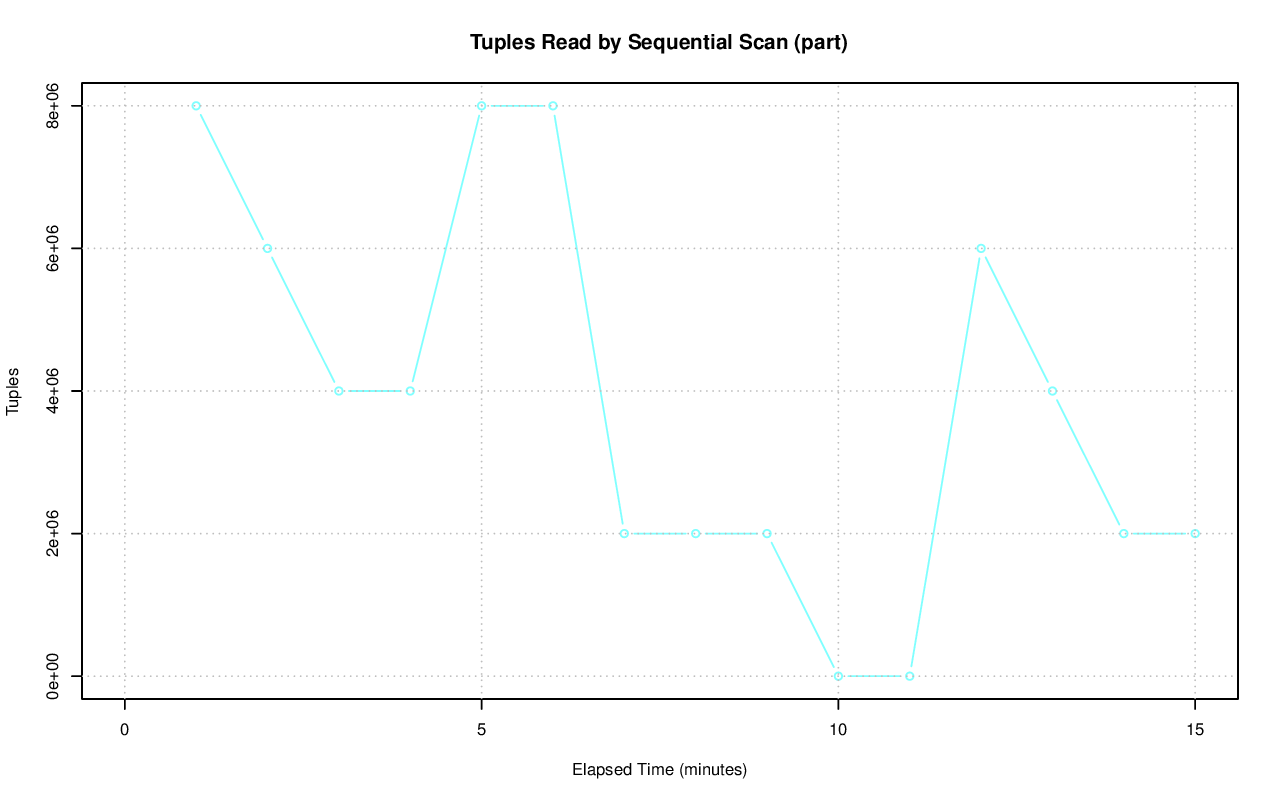 Tuples Read by Sequential Scan (part)
8e+06
6e+06
4e+06
2e+06
0e+00
Tuples
0 5 10 15
Elapsed Time (minutes)